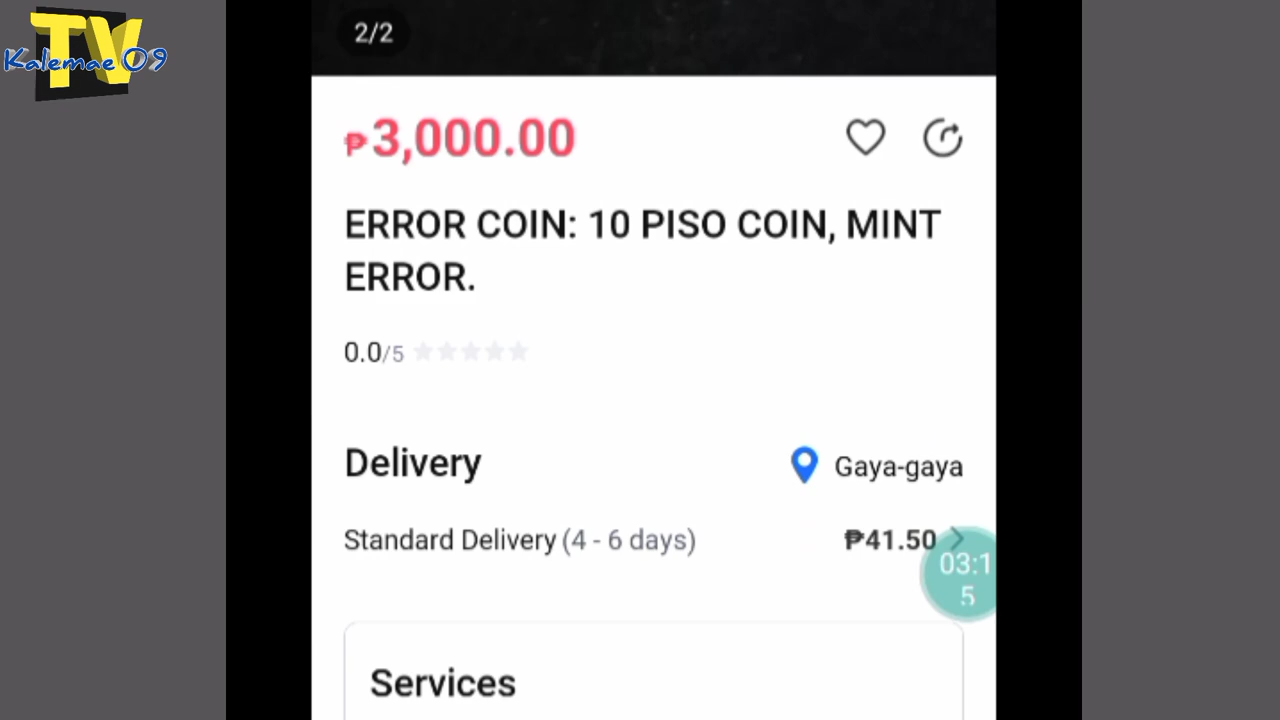 TV
Kalemae 09
2/2
₱3,000.00
ERROR COIN: 10 PISO COIN, MINT
ERROR.
0.0/5
Delivery
Gaya-gaya
Standard Delivery (4 - 6 days)
₱41.50
03:1
5
Services